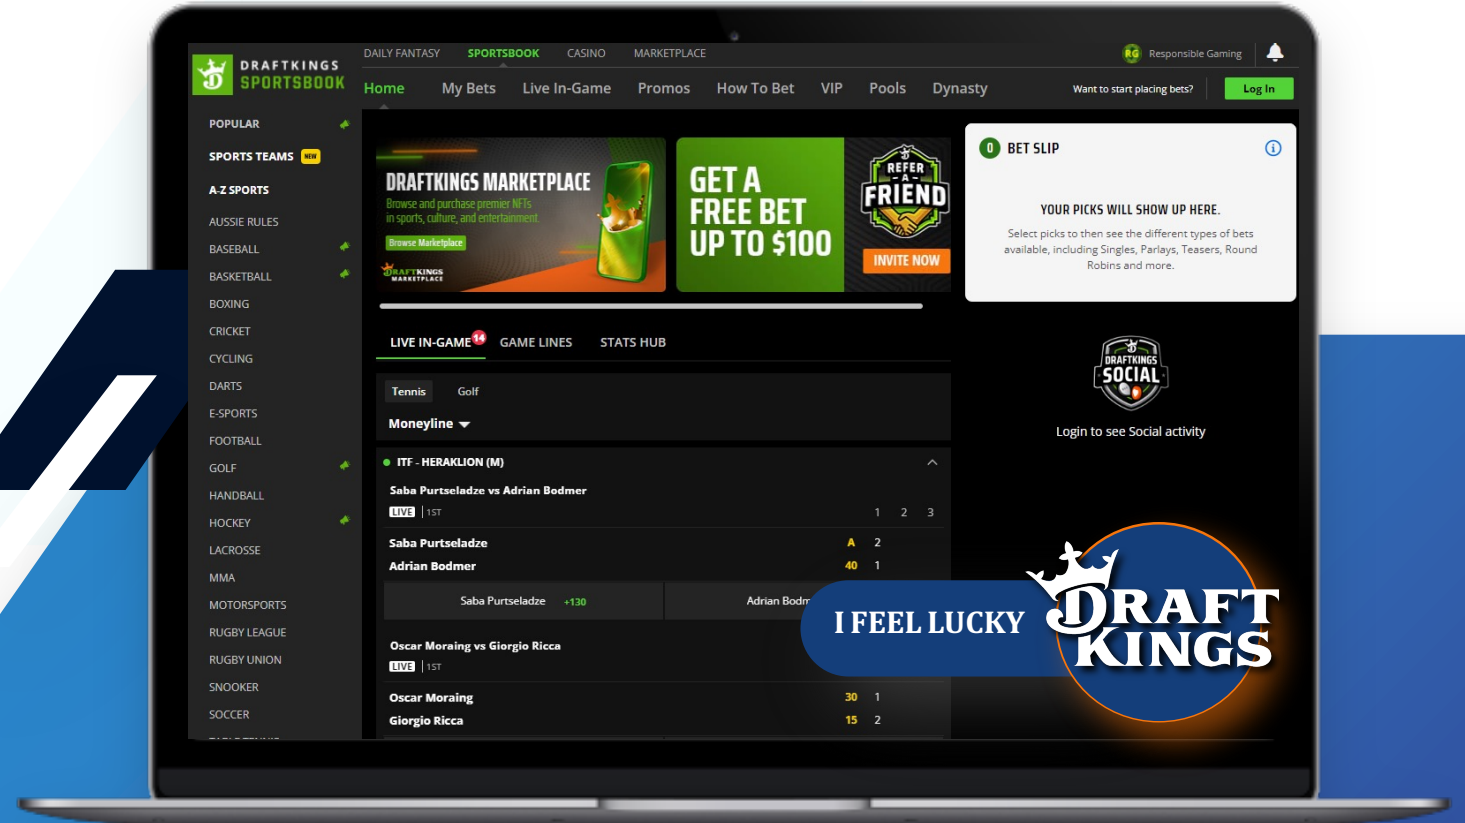 DRAFTKINGS
SPORTSBOOK
DAILY FANTASY SPORTSBOOK CASINO MARKETPLACE
RG Responsible Gaming
Home My Bets Live In-Game Promos How To Bet VIP Pools Dynasty
Want to start placing bets? Log In
POPULAR
SPORTS TEAMS NEW
A-Z SPORTS
AUSSIE RULES
BASEBALL
BASKETBALL
BOXING
CRICKET
CYCLING
DARTS
E-SPORTS
FOOTBALL
GOLF
HANDBALL
HOCKEY
LACROSSE
MMA
MOTORSPORTS
RUGBY LEAGUE
RUGBY UNION
SNOOKER
SOCCER
DRAFTKINGS MARKETPLACE
Browse and purchase premier NFTs
in sports, culture, and entertainment
Browse Marketplace
DRAFTKINGS
MARKETPLACE
GET A
FREE BET
UP TO $100
REFER
-A-
FRIEND
INVITE NOW
0 BET SLIP
YOUR PICKS WILL SHOW UP HERE.
Select picks to then see the different types of bets
available, including Singles, Parlays, Teasers, Round
Robins and more.
DRAFTKINGS
SOCIAL
Login to see Social activity
LIVE IN-GAME 14 GAME LINES STATS HUB
Tennis Golf
Moneyline
ITF - HERAKLION (M)
Saba Purtseladze vs Adrian Bodmer
LIVE | 1ST 1 2 3
Saba Purtseladze A 2
Adrian Bodmer 40 1
Saba Purtseladze +130 Adrian Bodm
Oscar Moraing vs Giorgio Ricca
LIVE | 1ST
Oscar Moraing 30 1
Giorgio Ricca 15 2
I FEEL LUCKY
DRAFT
KINGS